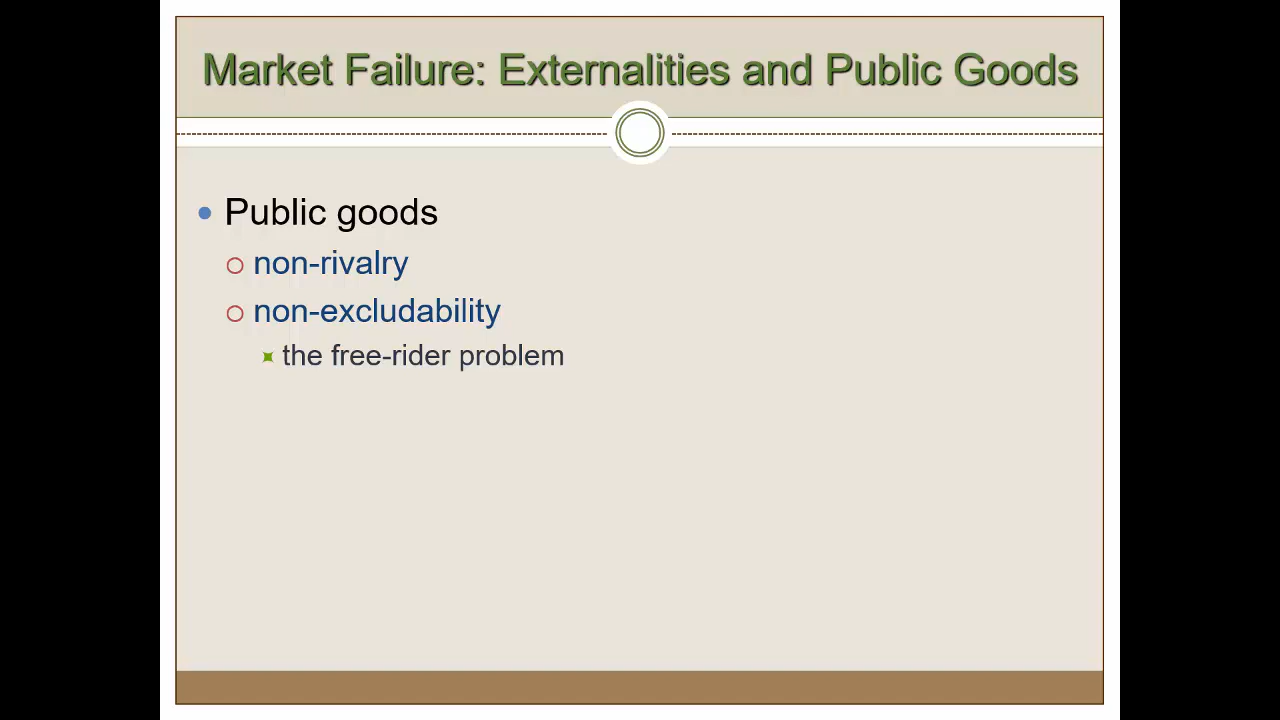 Market Failure: Externalities and Public Goods
Public goods
non-rivalry
non-excludability
the free-rider problem